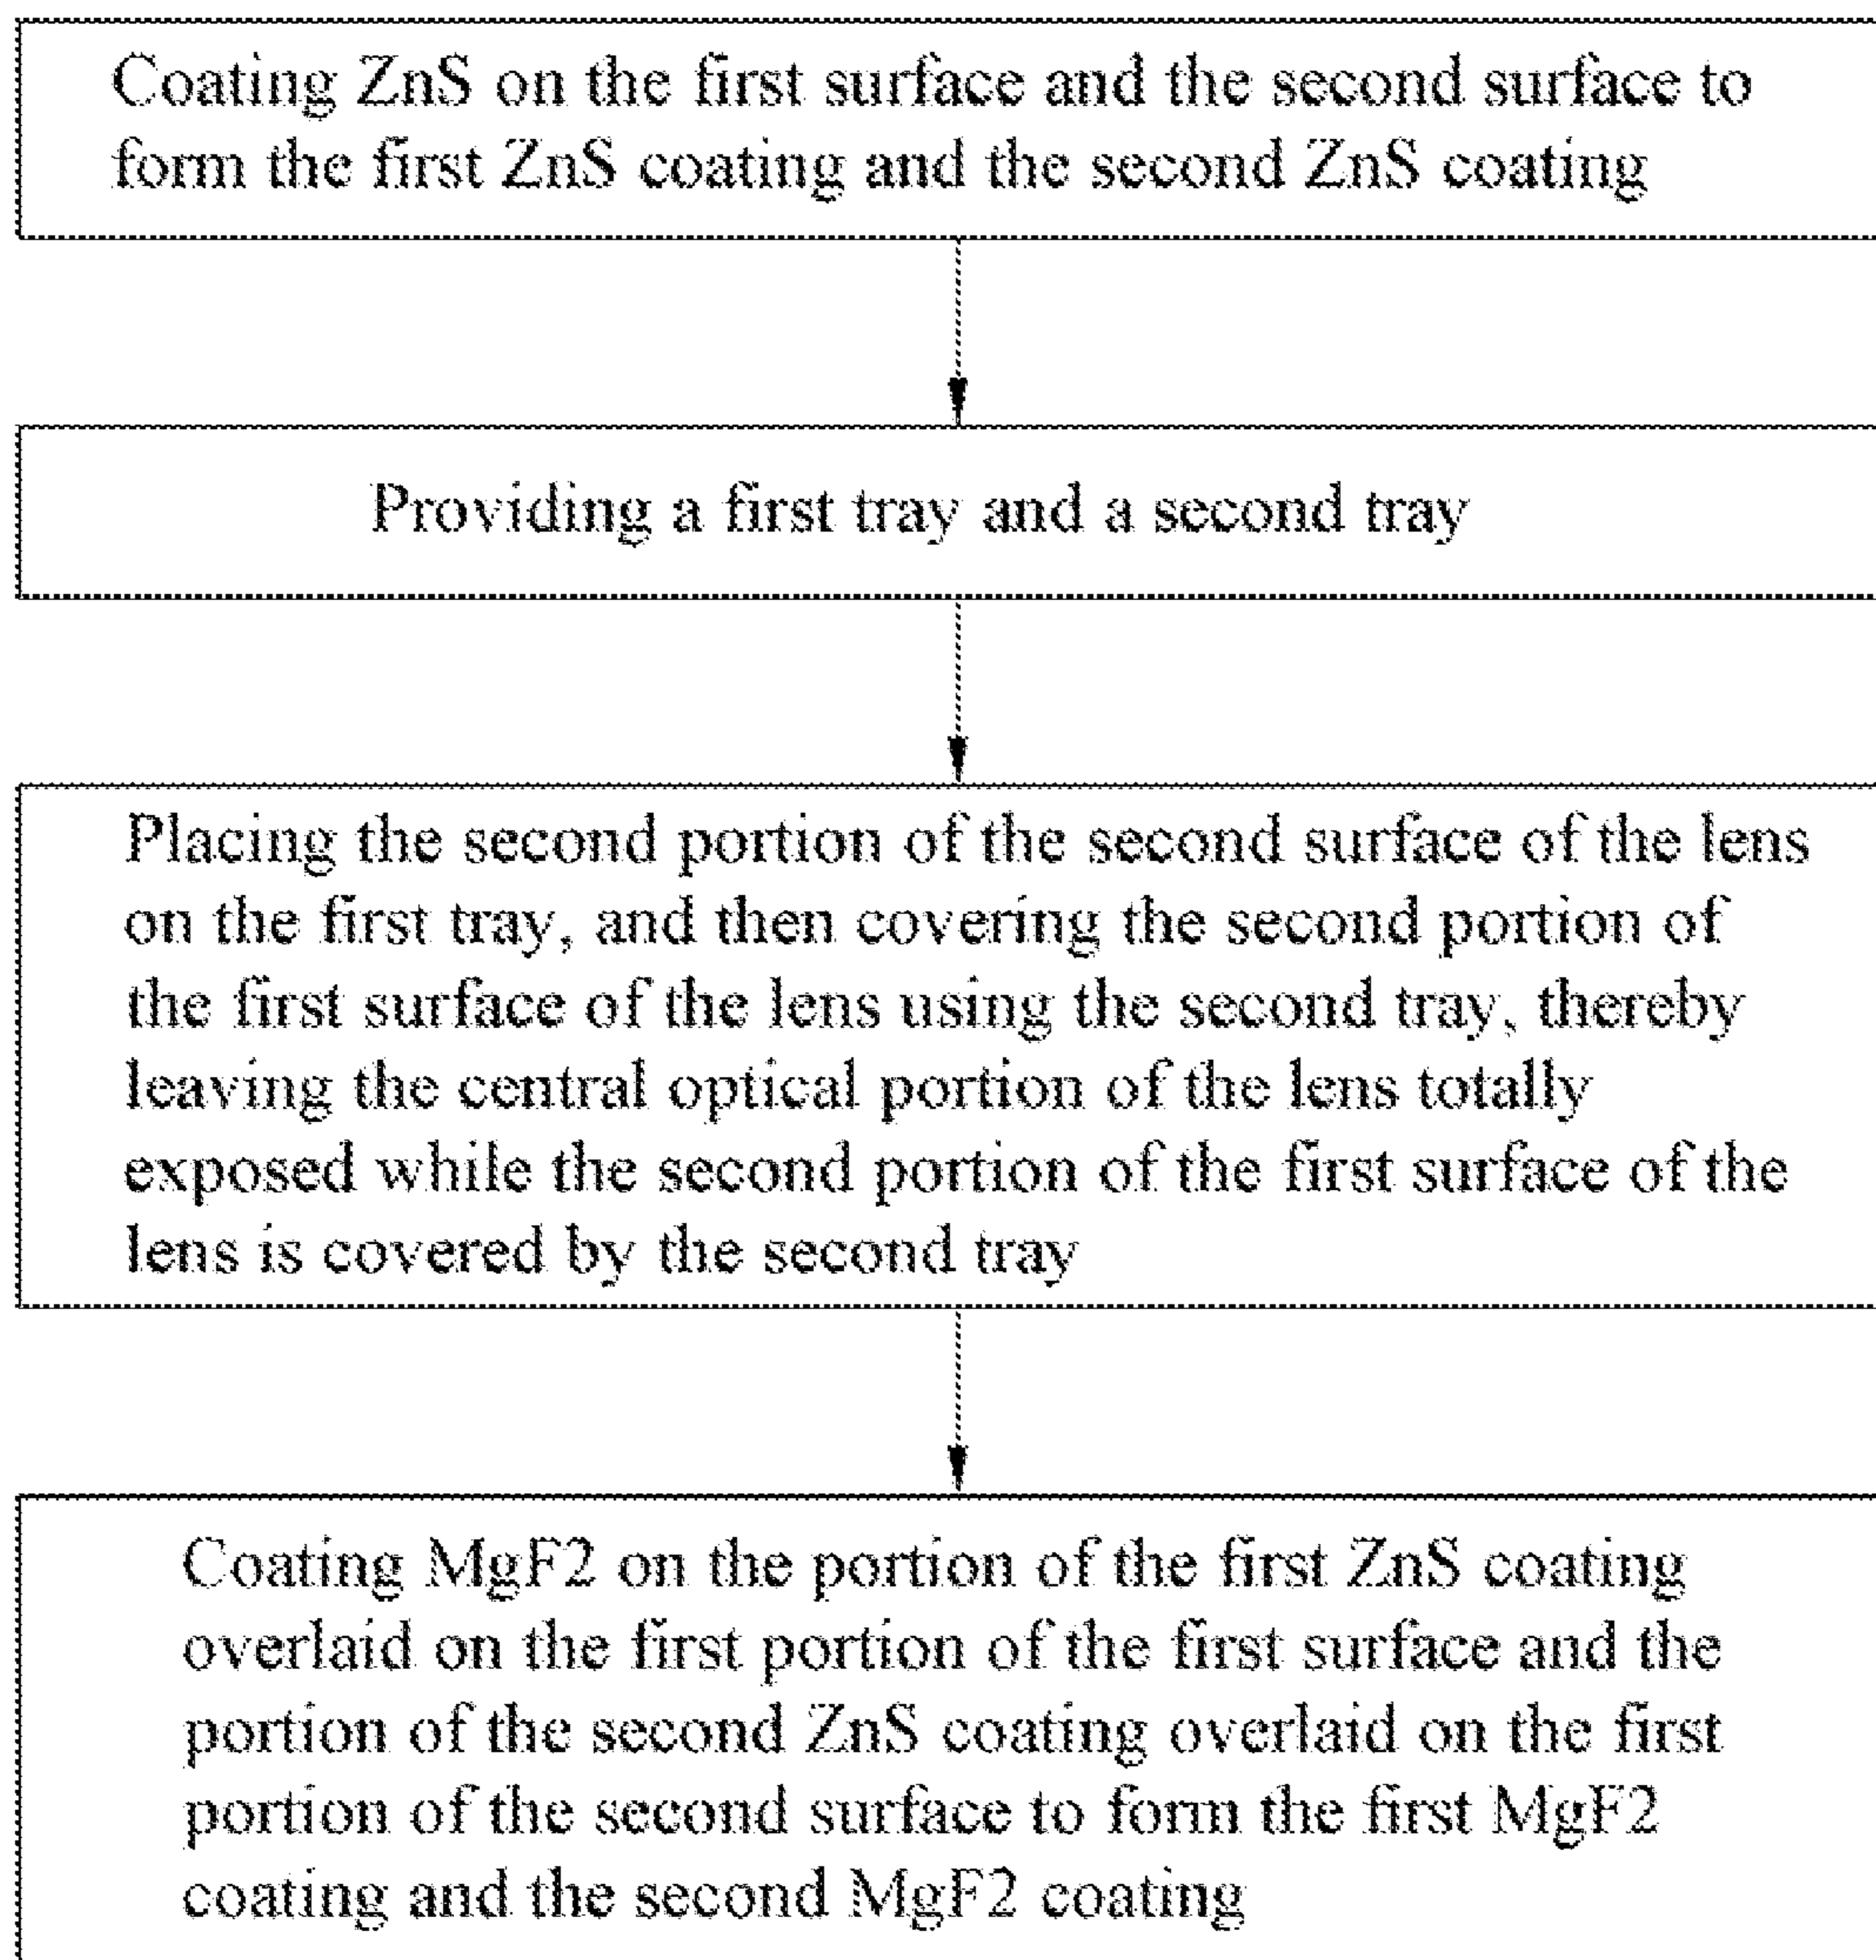 Coating ZnS on the first surface and the second surface to
form the first ZnS coating and the second ZnS coating
Providing a first tray and a second tray
Placing the second portion of the second surface of the lens
on the first tray, and then covering the second portion of
the first surface of the lens using the second tray, thereby
leaving the central optical portion of the lens totally
exposed while the second portion of the first surface of the
lens is covered by the second tray
Coating MgF2 on the portion of the first ZnS coating
overlaid on the first portion of the first surface and the
portion of the second ZnS coating overlaid on the first
portion of the second surface to form the first MgF2
coating and the second MgF2 coating